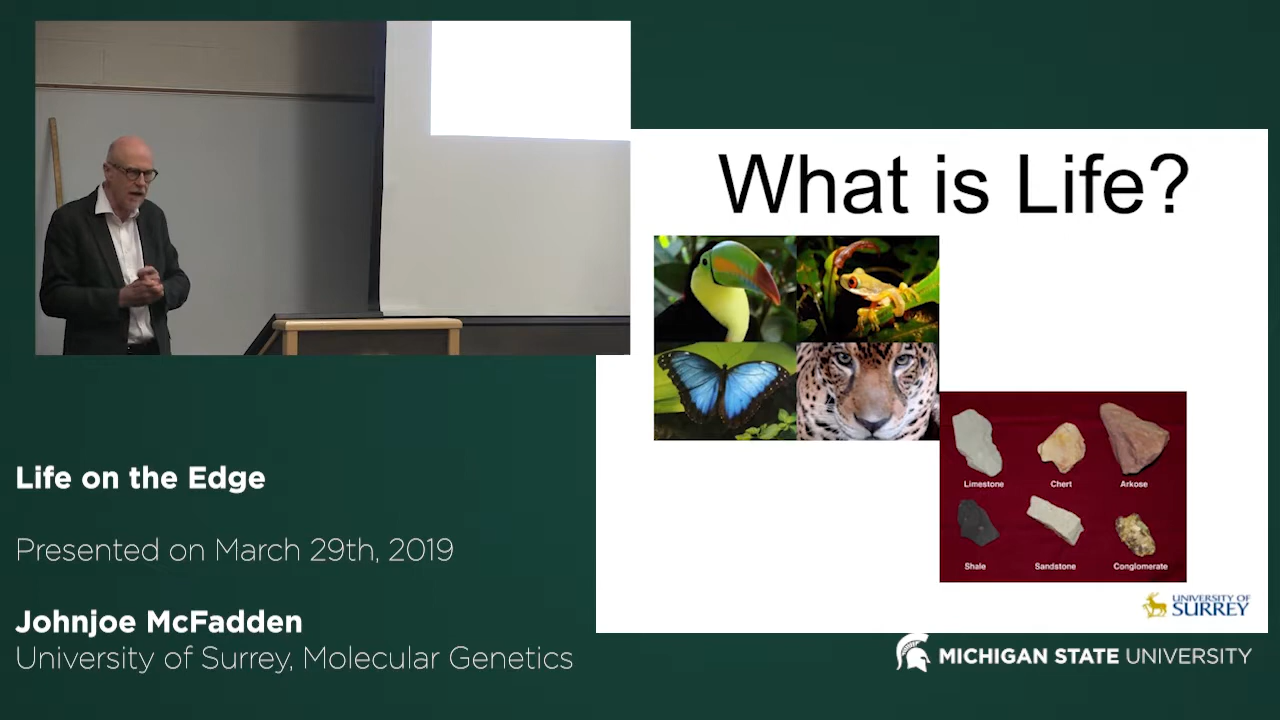 What is Life?
Limestone
Chert
Arkose
Shale
Sandstone
Conglomerate
UNIVERSITY OF
SURREY
Life on the Edge
Presented on March 29th, 2019
Johnjoe McFadden
University of Surrey, Molecular Genetics
MICHIGAN STATE UNIVERSITY